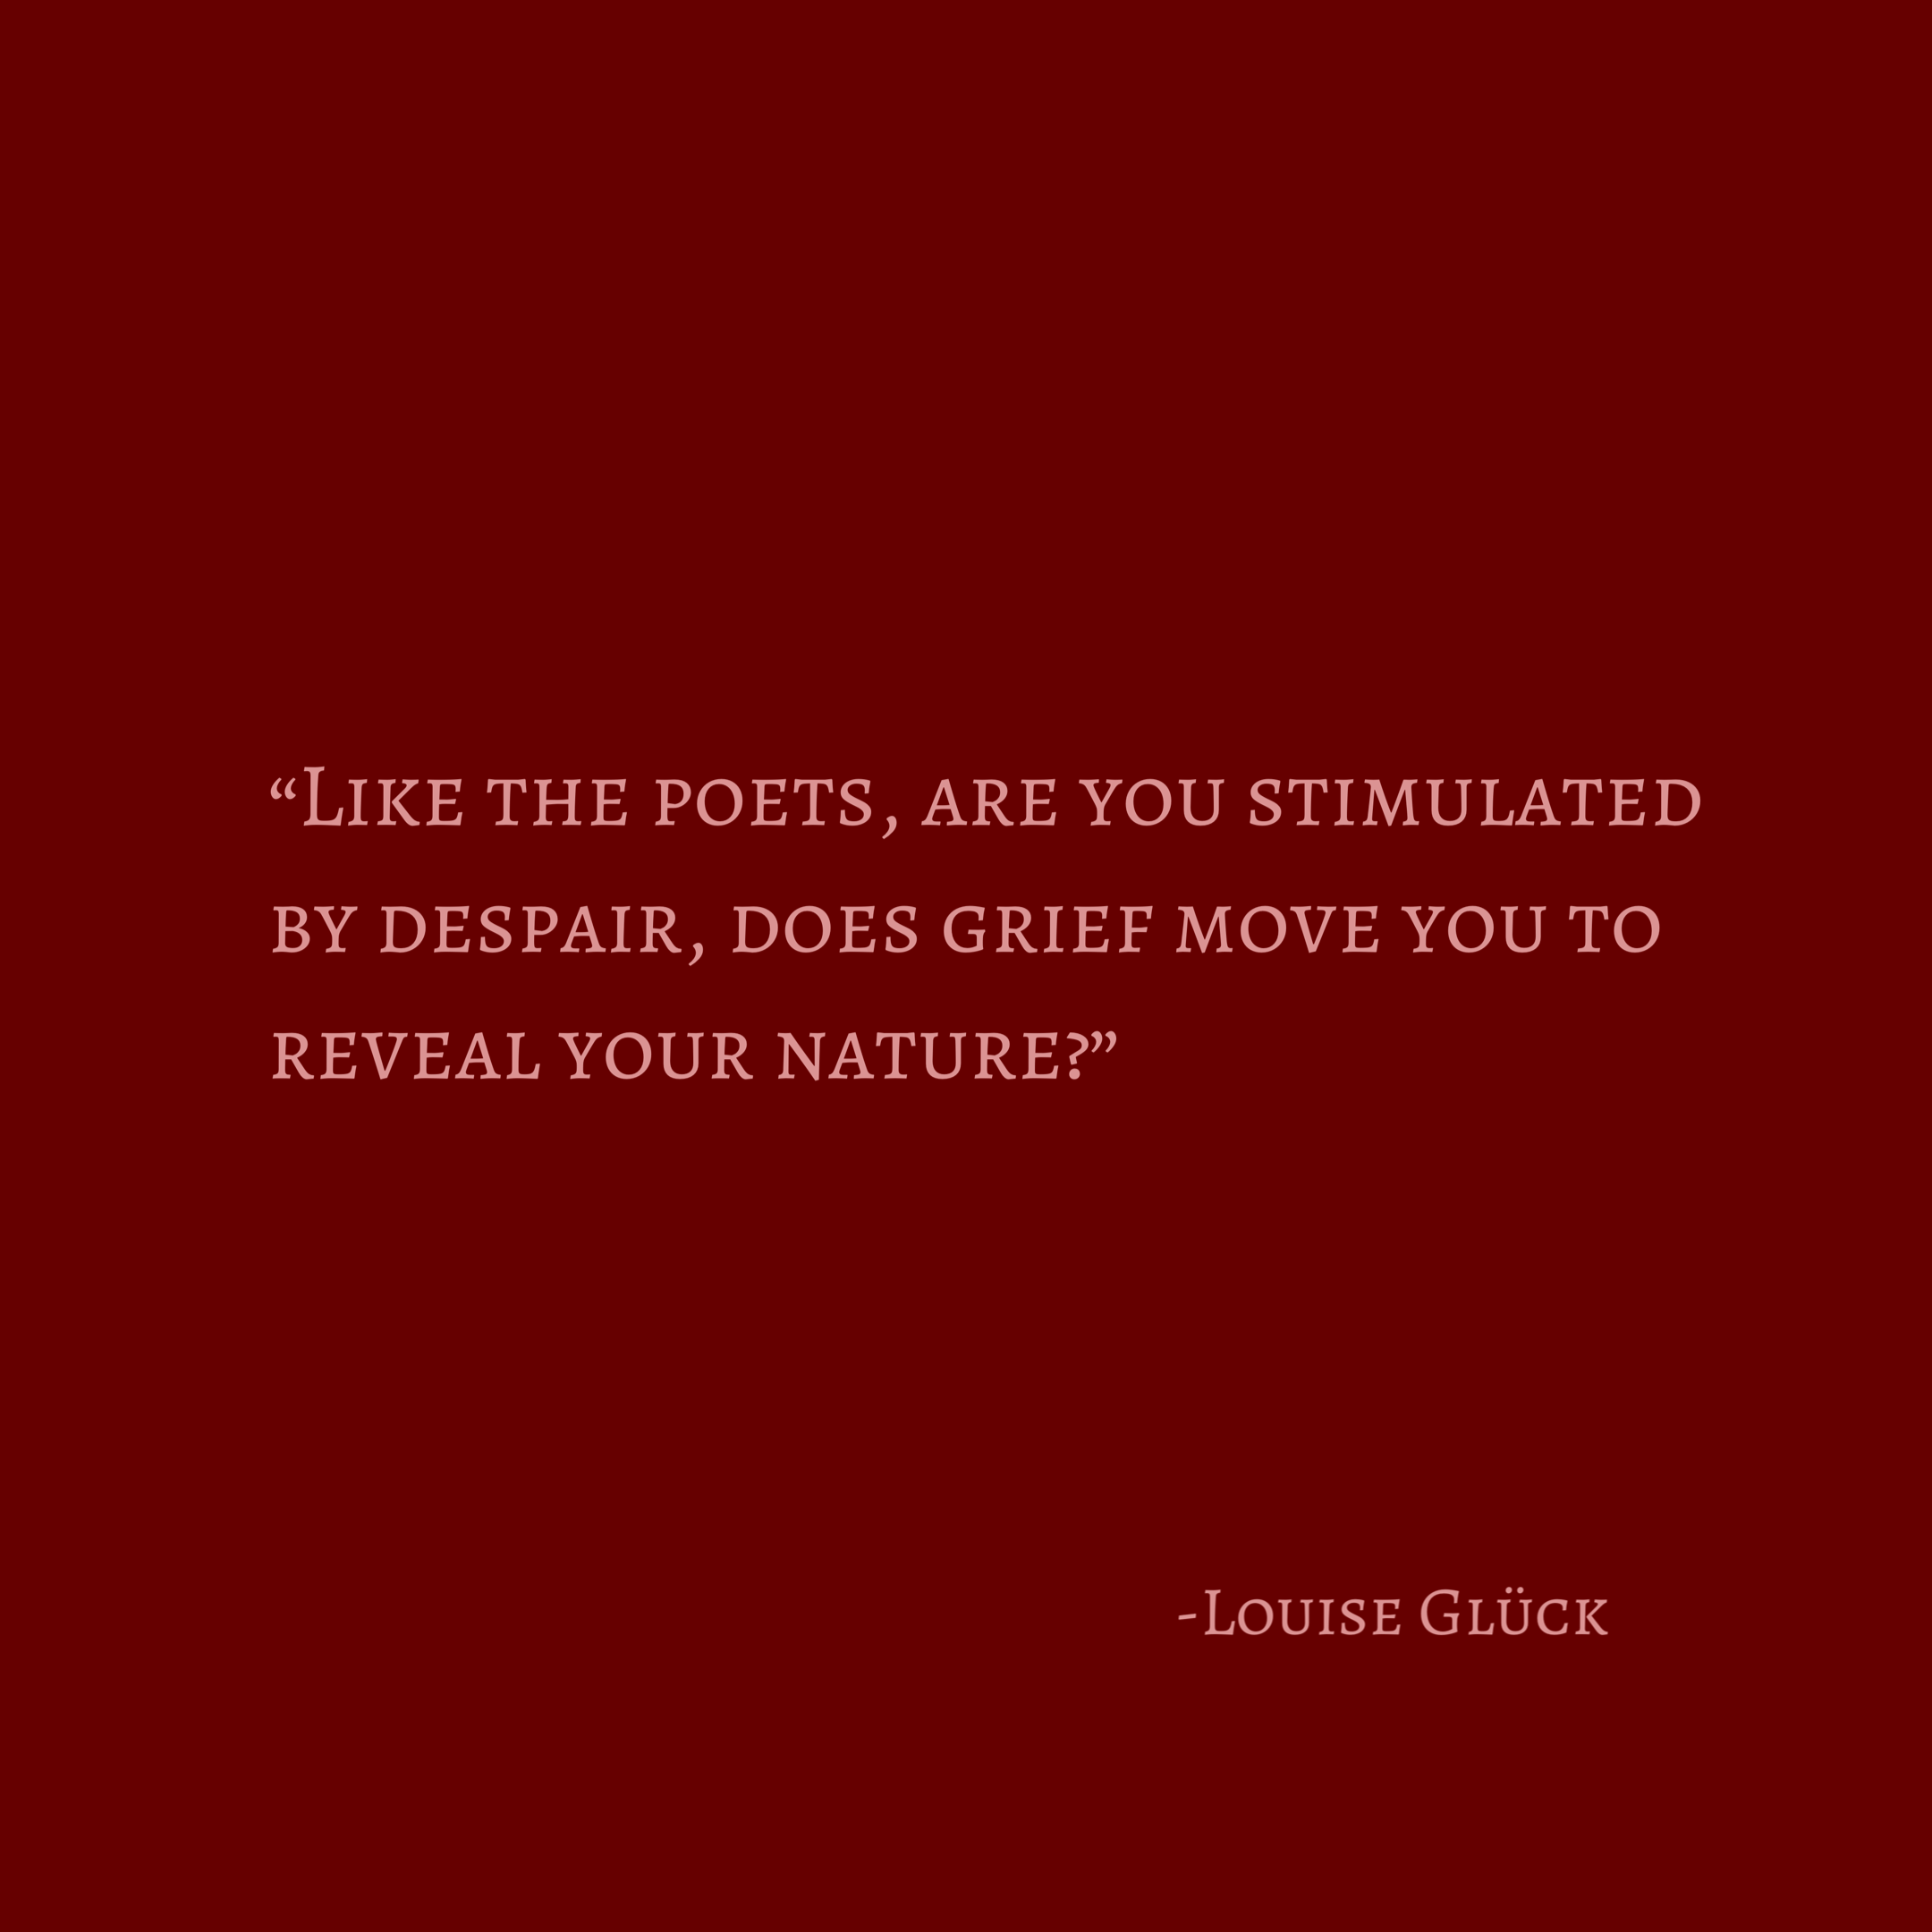 “Like the poets, are you stimulated
by despair, does grief move you to
reveal your nature?”
-Louise Glück